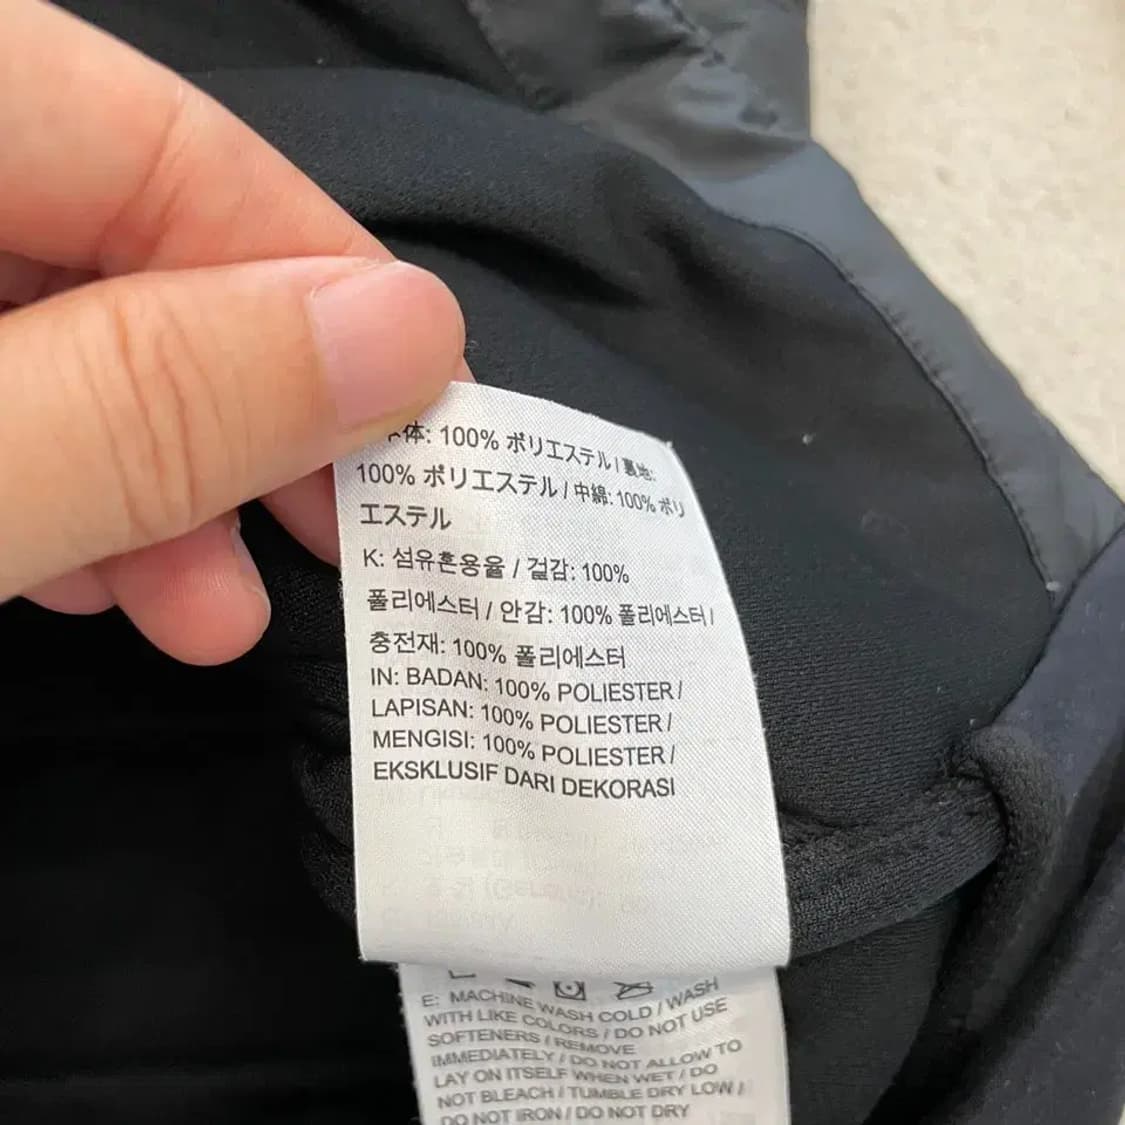 体: 100% ポリエステル / 裏地:
100% ポリエステル / 中綿: 100% ポリ
エステル
K: 섬유혼용율 / 겉감: 100%
폴리에스터 / 안감: 100% 폴리에스터 /
충전재: 100% 폴리에스터
IN: BADAN: 100% POLIESTER /
LAPISAN: 100% POLIESTER /
MENGISI: 100% POLIESTER /
EKSKLUSIF DARI DEKORASI
E: MACHINE WASH COLD / WASH
WITH LIKE COLORS / DO NOT USE
SOFTENERS / REMOVE
IMMEDIATELY / DO NOT ALLOW TO
LAY ON ITSELF WHEN WET / DO
NOT BLEACH / TUMBLE DRY LOW /
DO NOT IRON / DO NOT DRY